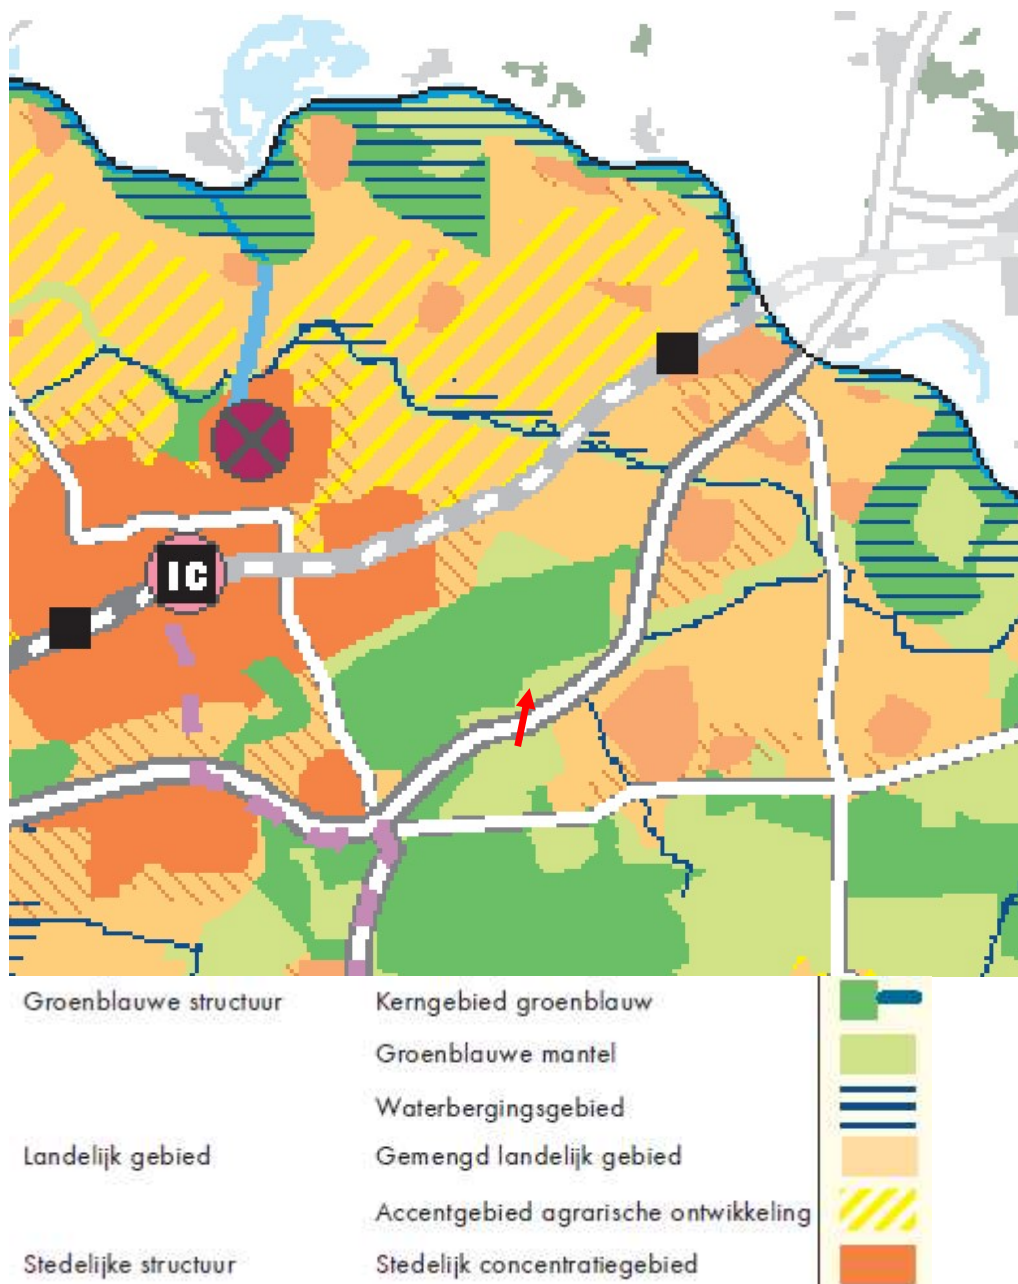 IC
Groenblauwe structuur Kerngebied groenblauw
Groenblauwe mantel
Waterbergingsgebied
Landelijk gebied Gemengd landelijk gebied
Accentgebied agrarische ontwikkeling
Stedelijke structuur Stedelijk concentratiegebied